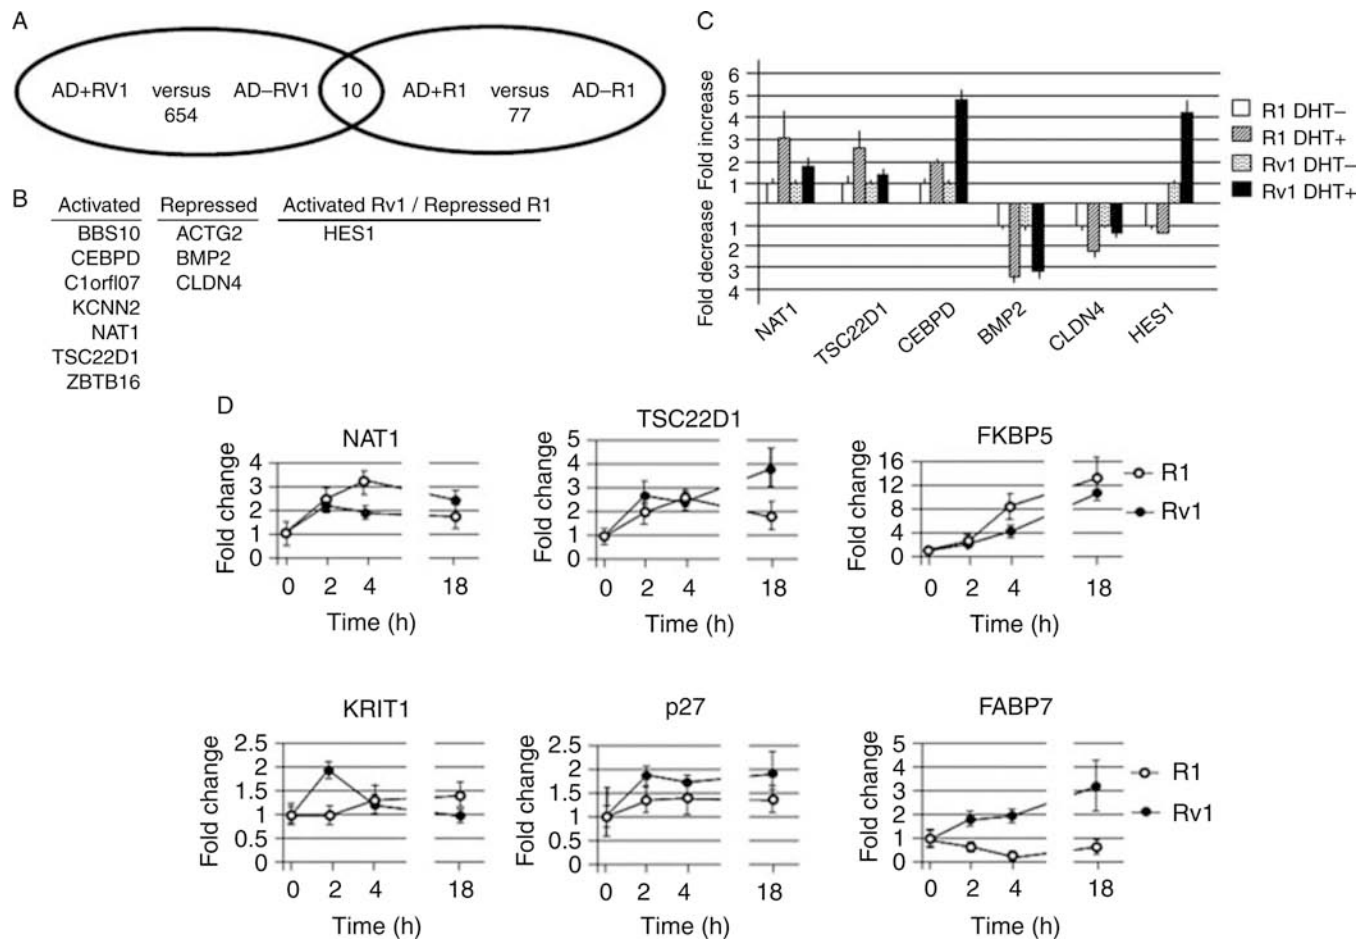 A
AD+RV1 versus AD–RV1 10 AD+R1 versus AD–R1
654 77
B
Activated Repressed Activated Rv1 / Repressed R1
BBS10 ACTG2 HES1
CEBPD BMP2
C1orfl07 CLDN4
KCNN2
NAT1
TSC22D1
ZBTB16
C
Fold increase
6
5
4
3
2
1
Fold decrease
1
2
3
4
NAT1
TSC22D1
CEBPD
BMP2
CLDN4
HES1
R1 DHT–
R1 DHT+
Rv1 DHT–
Rv1 DHT+
D
NAT1
Fold change
4
3
2
1
0
0 2 4 18
Time (h)
TSC22D1
Fold change
5
4
3
2
1
0
0 2 4 18
Time (h)
FKBP5
Fold change
16
12
8
4
0
0 2 4 18
Time (h)
R1
Rv1
KRIT1
Fold change
2.5
2
1.5
1
0.5
0
0 2 4 18
Time (h)
p27
Fold change
2.5
2
1.5
1
0.5
0
0 2 4 18
Time (h)
FABP7
Fold change
5
4
3
2
1
0
0 2 4 18
Time (h)
R1
Rv1